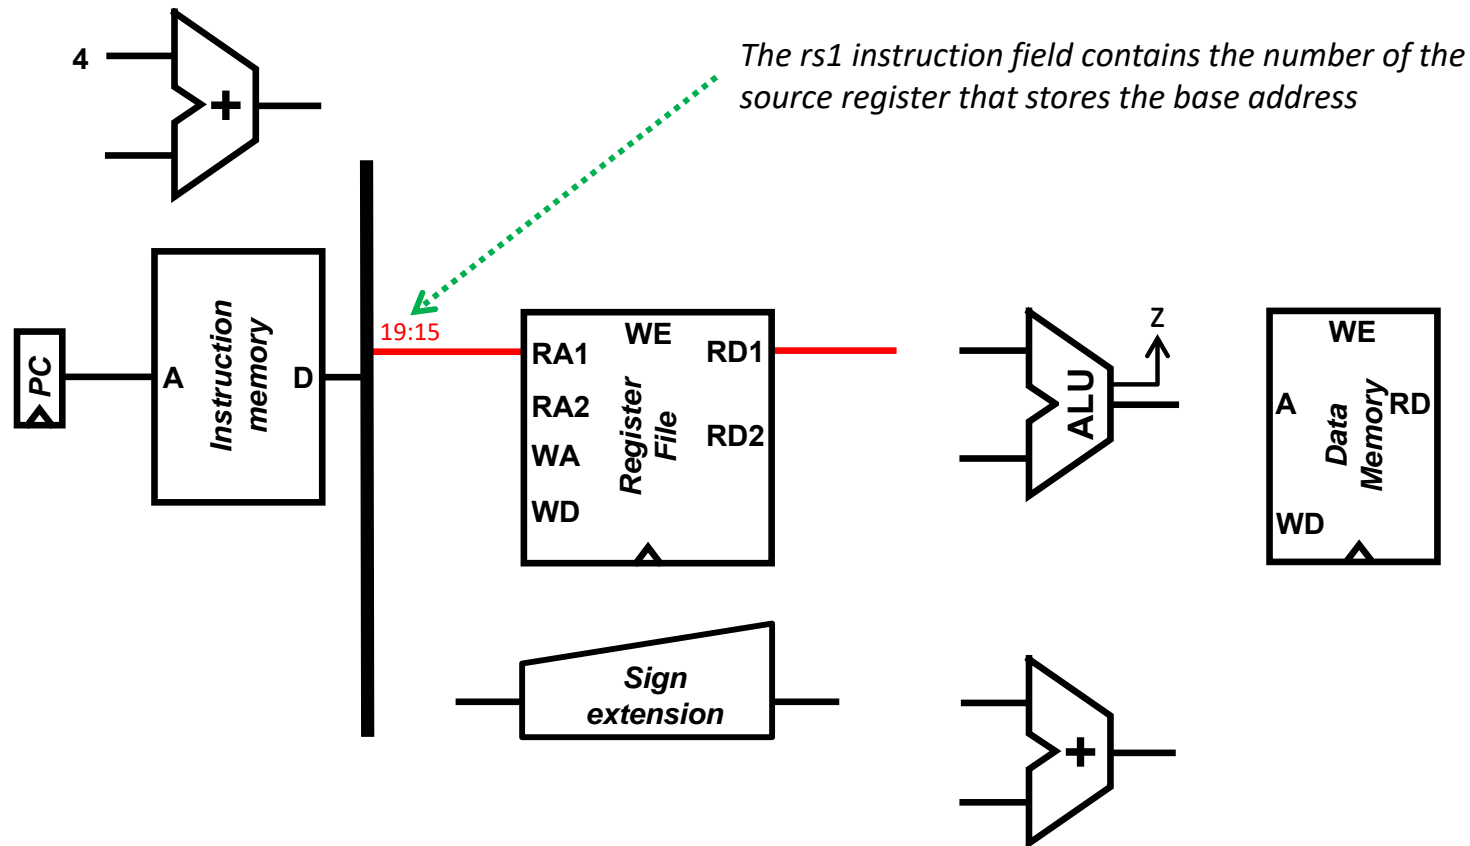 4
+
The rs1 instruction field contains the number of the
source register that stores the base address
PC
A
Instruction
memory
D
19:15
RA1
WE
RD1
RA2
RD2
WA
WD
Register
File
Z
ALU
WE
A
RD
Data
Memory
WD
Sign
extension
+